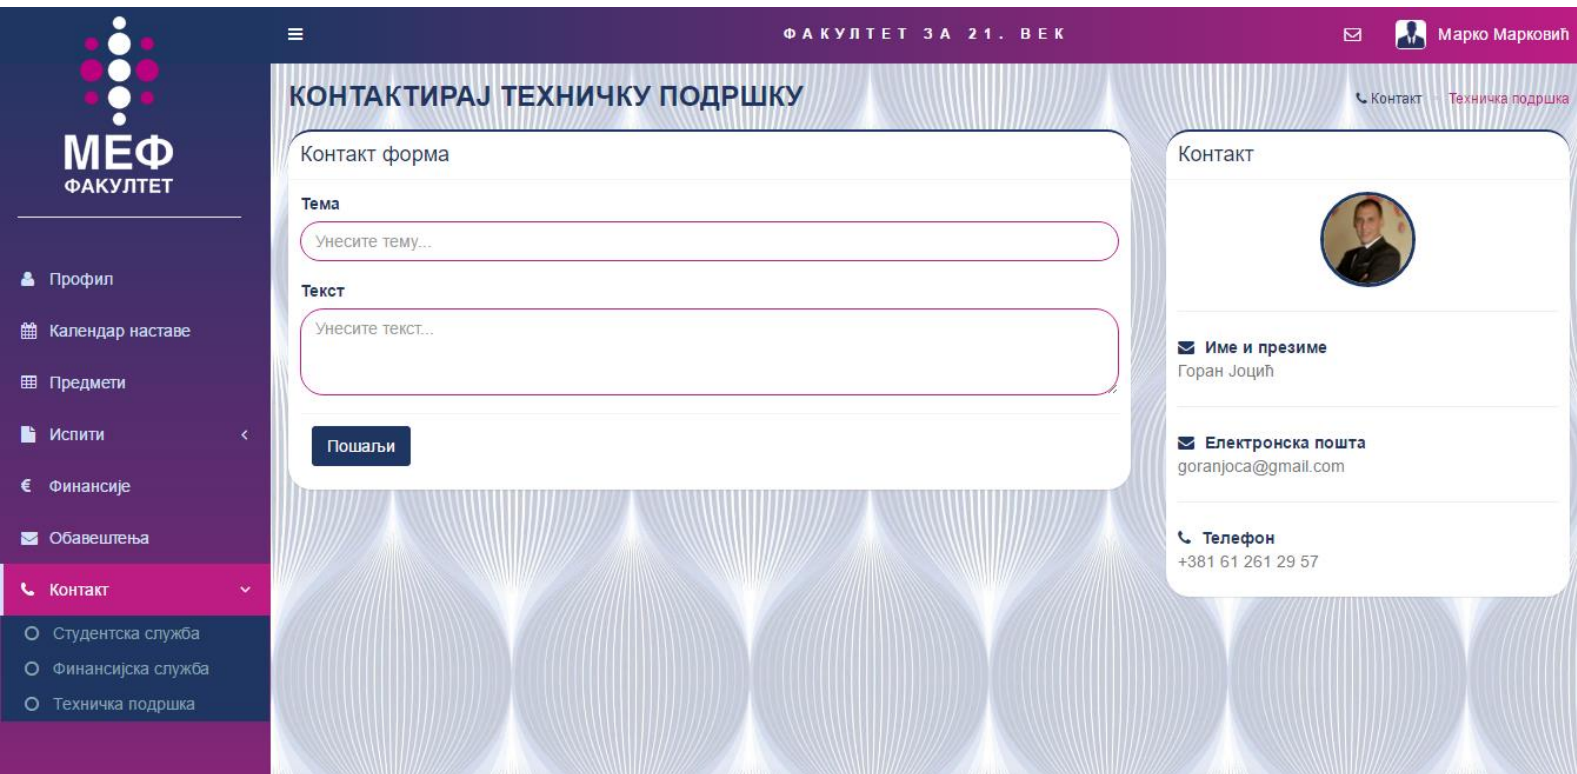 МЕФ
ФАКУЛТЕТ
Профил
Календар наставе
Предмети
Испити
€ Финансије
Обавештења
Контакт
Студентска служба
Финансијска служба
Техничка подршка
ФАКУЛТЕТ ЗА 21. ВЕК
Марко Марковић
КОНТАКТИРАЈ ТЕХНИЧКУ ПОДРШКУ
Контакт Техничка подршка
Контакт форма
Тема
Унесите тему...
Текст
Унесите текст...
Пошаљи
Контакт
Име и презиме
Горан Јоцић
Електронска пошта
goranjoca@gmail.com
Телефон
+381 61 261 29 57